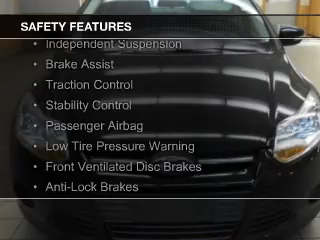 SAFETY FEATURES
• Independent Suspension
• Brake Assist
• Traction Control
• Stability Control
• Passenger Airbag
• Low Tire Pressure Warning
• Front Ventilated Disc Brakes
• Anti-Lock Brakes